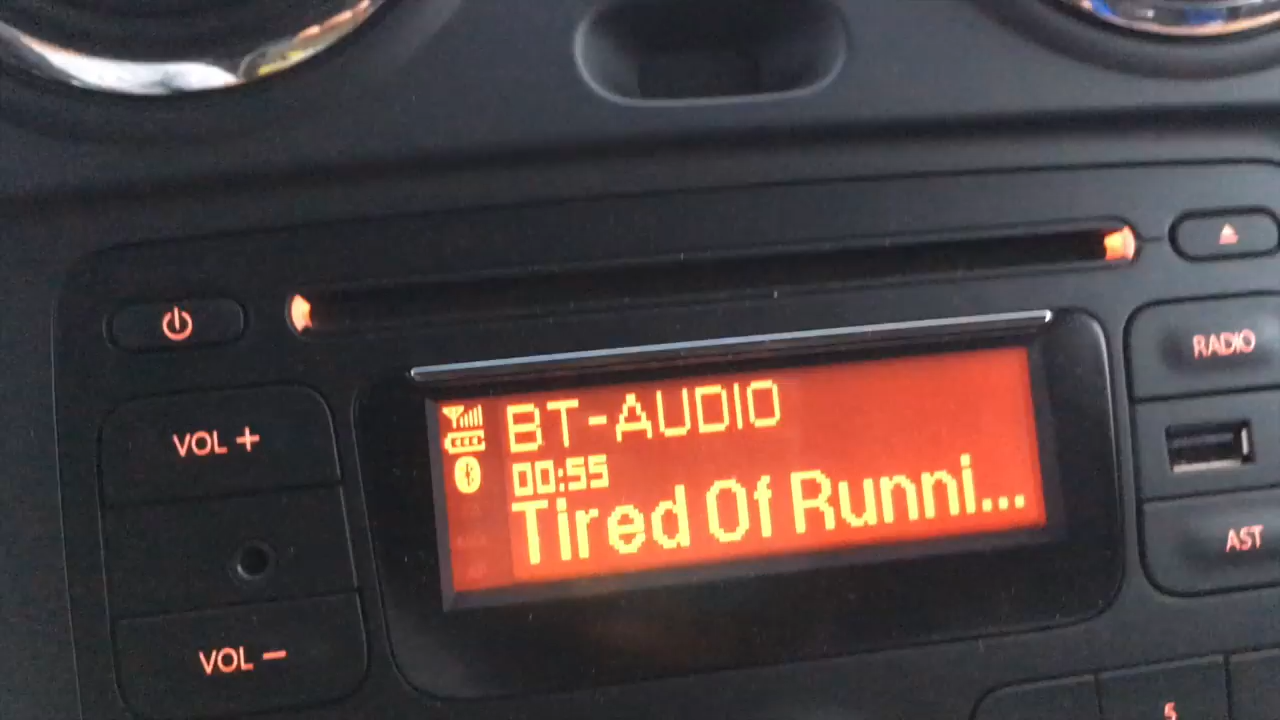 RADIO
VOL +
BT-AUDIO
00:55
Tired Of Runni...
AST
VOL −
5